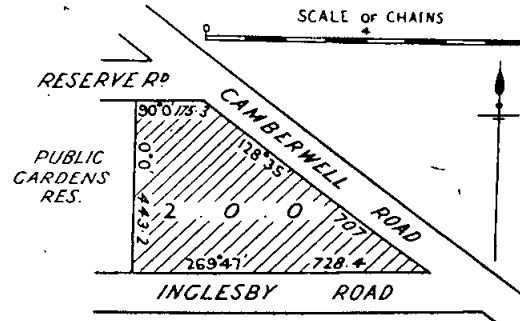 0
SCALE OF CHAINS
4
RESERVE RD
CAMBERWELL ROAD
90°0' 175·3
128°35'
707
PUBLIC
GARDENS
RES.
0°0'
443·2
2 0 0
269°47' 728·4
INGLESBY ROAD